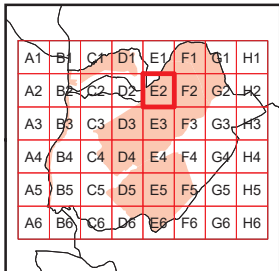 A1 B1 C1 D1 E1 F1 G1 H1
A2 B2 C2 D2 E2 F2 G2 H2
A3 B3 C3 D3 E3 F3 G3 H3
A4 B4 C4 D4 E4 F4 G4 H4
A5 B5 C5 D5 E5 F5 G5 H5
A6 B6 C6 D6 E6 F6 G6 H6